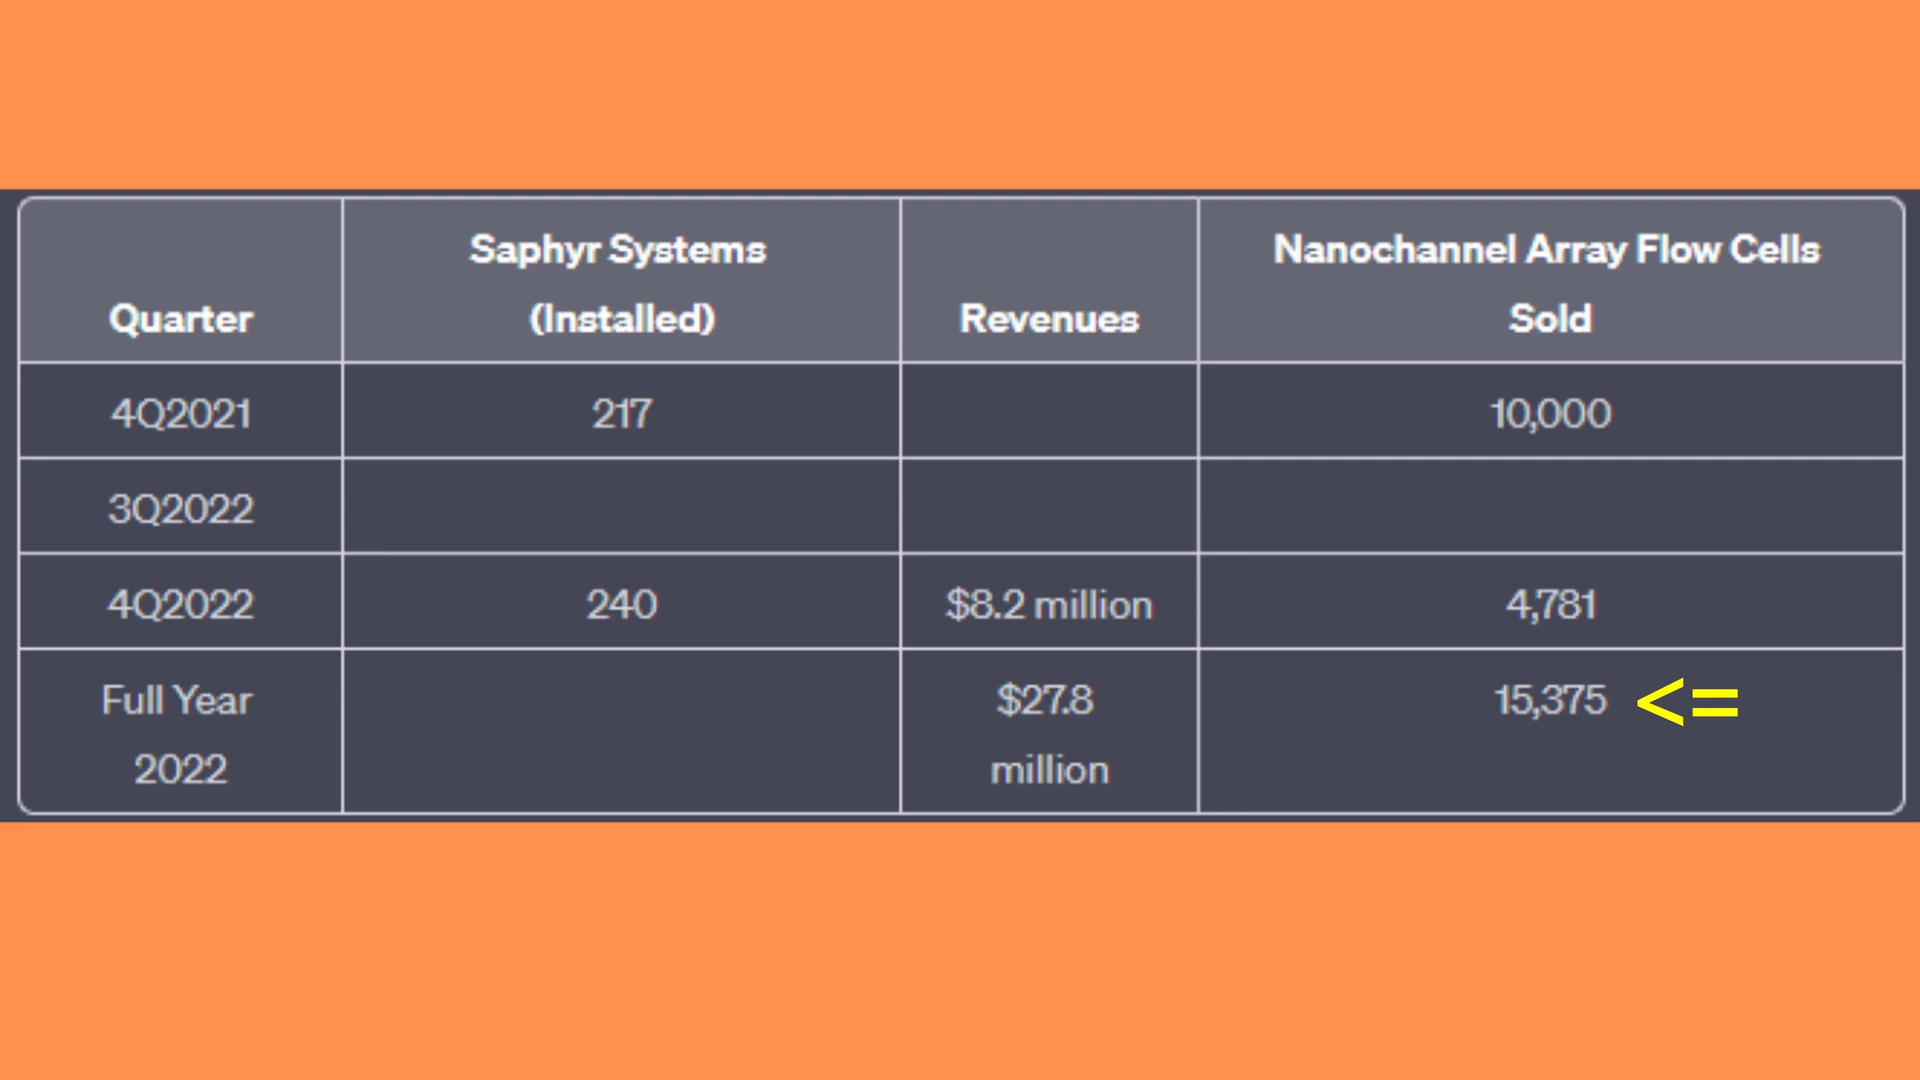 Quarter Saphyr Systems (Installed) Revenues Nanochannel Array Flow Cells Sold
4Q2021 217 10,000
3Q2022
4Q2022 240 $8.2 million 4,781
Full Year 2022 $27.8 million 15,375 <=